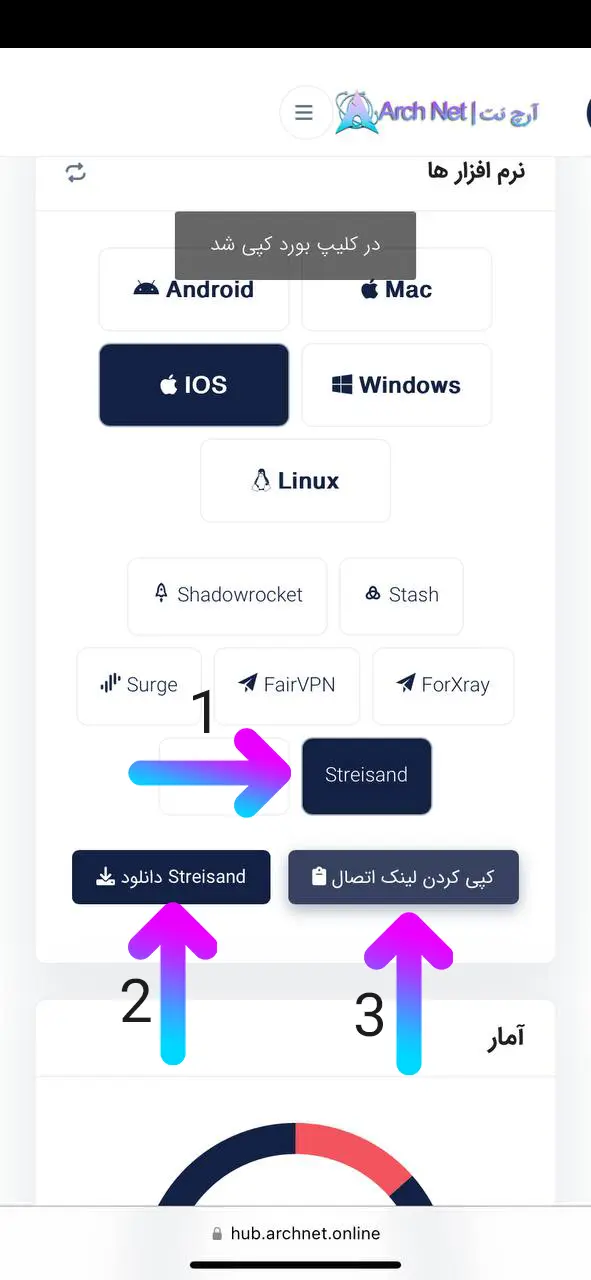 Arch Net | آرچ نت
نرم افزار ها
در کلیپ بورد کپی شد
Android
Mac
IOS
Windows
Linux
Shadowrocket
Stash
Surge
FairVPN
ForXray
1
Streisand
دانلود Streisand
کپی کردن لینک اتصال
2
3
آمار
hub.archnet.online